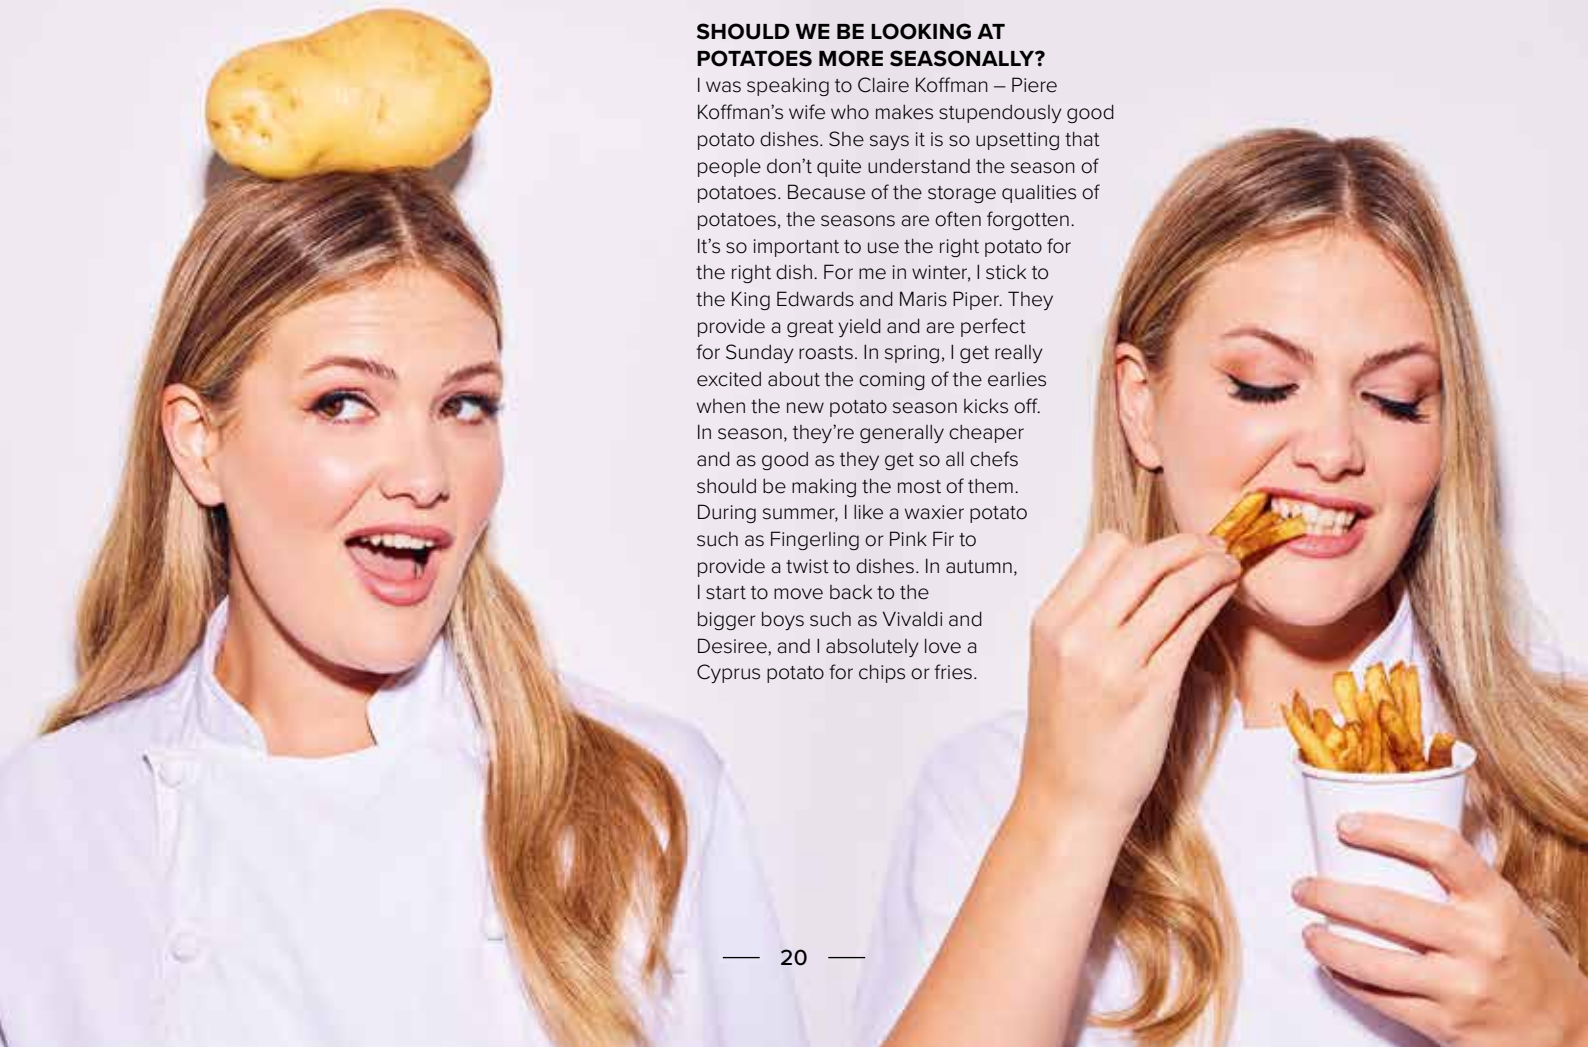 SHOULD WE BE LOOKING AT
POTATOES MORE SEASONALLY?
I was speaking to Claire Koffman – Piere
Koffman’s wife who makes stupendously good
potato dishes. She says it is so upsetting that
people don’t quite understand the season of
potatoes. Because of the storage qualities of
potatoes, the seasons are often forgotten.
It’s so important to use the right potato for
the right dish. For me in winter, I stick to
the King Edwards and Maris Piper. They
provide a great yield and are perfect
for Sunday roasts. In spring, I get really
excited about the coming of the earlies
when the new potato season kicks off.
In season, they’re generally cheaper
and as good as they get so all chefs
should be making the most of them.
During summer, I like a waxier potato
such as Fingerling or Pink Fir to
provide a twist to dishes. In autumn,
I start to move back to the
bigger boys such as Vivaldi and
Desiree, and I absolutely love a
Cyprus potato for chips or fries.
20